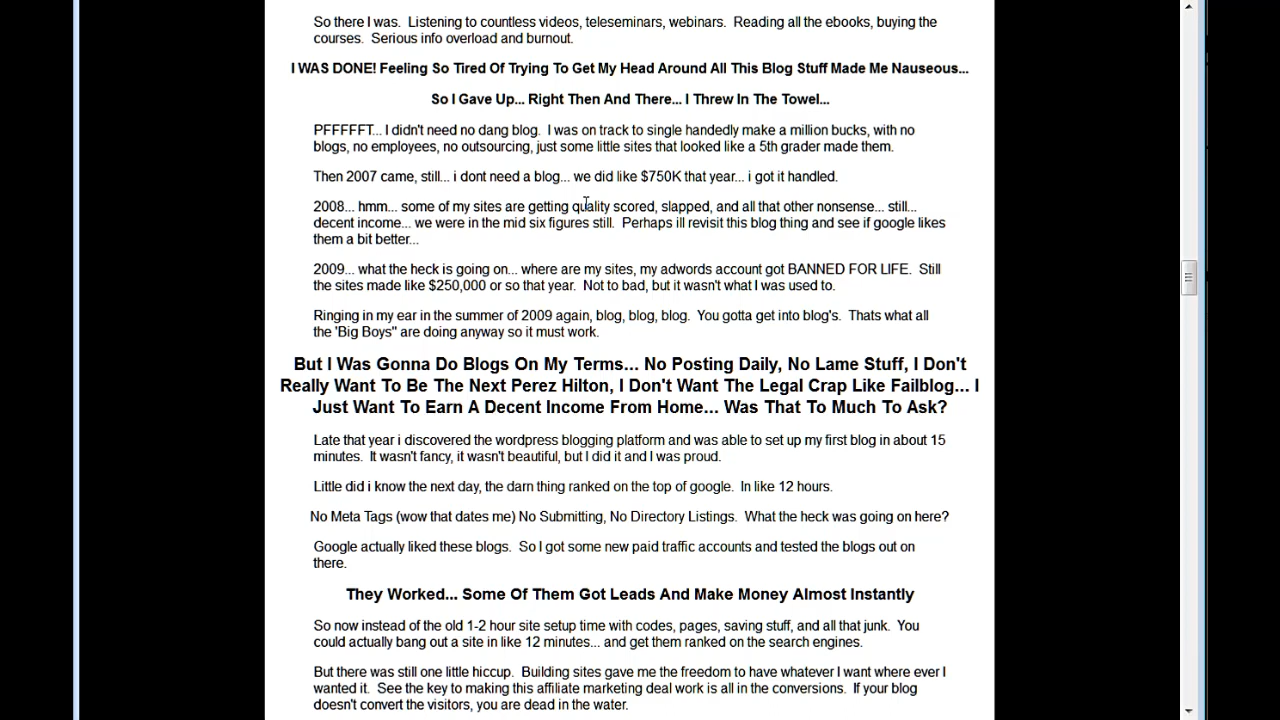 So there I was.  Listening to countless videos, teleseminars, webinars.  Reading all the ebooks, buying the
courses.  Serious info overload and burnout.
I WAS DONE! Feeling So Tired Of Trying To Get My Head Around All This Blog Stuff Made Me Nauseous...
So I Gave Up... Right Then And There... I Threw In The Towel...
PFFFFFT... I didn't need no dang blog.  I was on track to single handedly make a million bucks, with no
blogs, no employees, no outsourcing, just some little sites that looked like a 5th grader made them.
Then 2007 came, still... i dont need a blog... we did like $750K that year... i got it handled.
2008... hmm... some of my sites are getting quality scored, slapped, and all that other nonsense... still...
decent income... we were in the mid six figures still.  Perhaps ill revisit this blog thing and see if google likes
them a bit better...
2009... what the heck is going on... where are my sites, my adwords account got BANNED FOR LIFE.  Still
the sites made like $250,000 or so that year.  Not to bad, but it wasn't what I was used to.
Ringing in my ear in the summer of 2009 again, blog, blog, blog.  You gotta get into blog's.  Thats what all
the 'Big Boys" are doing anyway so it must work.
But I Was Gonna Do Blogs On My Terms... No Posting Daily, No Lame Stuff, I Don't
Really Want To Be The Next Perez Hilton, I Don't Want The Legal Crap Like Failblog... I
Just Want To Earn A Decent Income From Home... Was That To Much To Ask?
Late that year i discovered the wordpress blogging platform and was able to set up my first blog in about 15
minutes.  It wasn't fancy, it wasn't beautiful, but I did it and I was proud.
Little did i know the next day, the darn thing ranked on the top of google.  In like 12 hours.
No Meta Tags (wow that dates me) No Submitting, No Directory Listings.  What the heck was going on here?
Google actually liked these blogs.  So I got some new paid traffic accounts and tested the blogs out on
there.
They Worked... Some Of Them Got Leads And Make Money Almost Instantly
So now instead of the old 1-2 hour site setup time with codes, pages, saving stuff, and all that junk.  You
could actually bang out a site in like 12 minutes... and get them ranked on the search engines.
But there was still one little hiccup.  Building sites gave me the freedom to have whatever I want where ever I
wanted it.  See the key to making this affiliate marketing deal work is all in the conversions.  If your blog
doesn't convert the visitors, you are dead in the water.